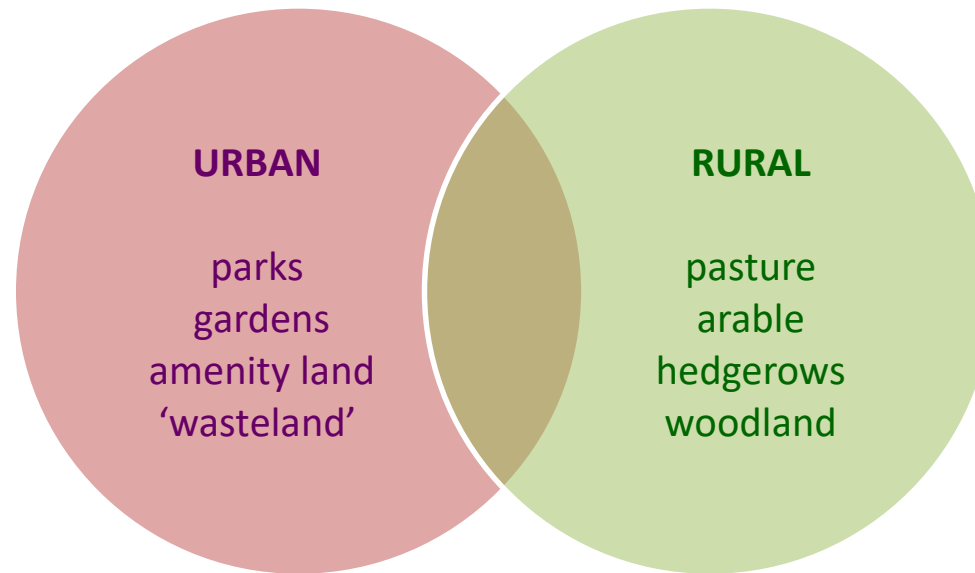 URBAN
parks
gardens
amenity land
‘wasteland’
RURAL
pasture
arable
hedgerows
woodland